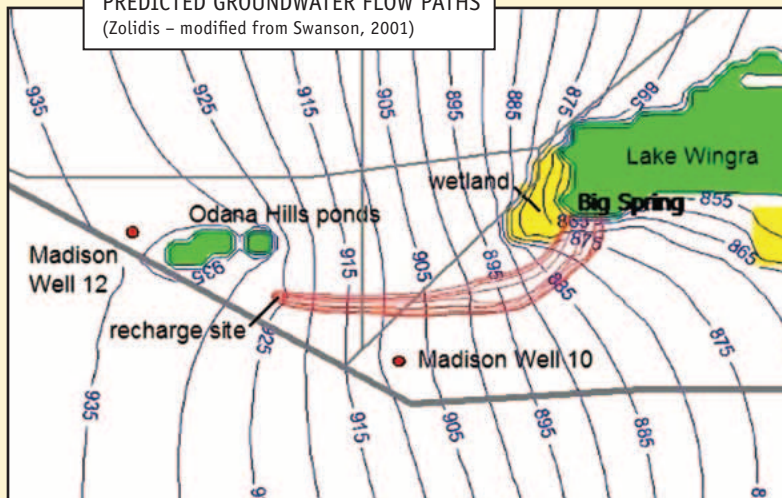 PREDICTED GROUNDWATER FLOW PATHS
(Zolidis – modified from Swanson, 2001)
935
925
915
905
895
885
875
865
Lake Wingra
wetland
Big Spring
855
865
865
875
Odana Hills ponds
935
Madison
Well 12
915
905
895
885
recharge site
925
Madison Well 10
875
935
915
905
895
885